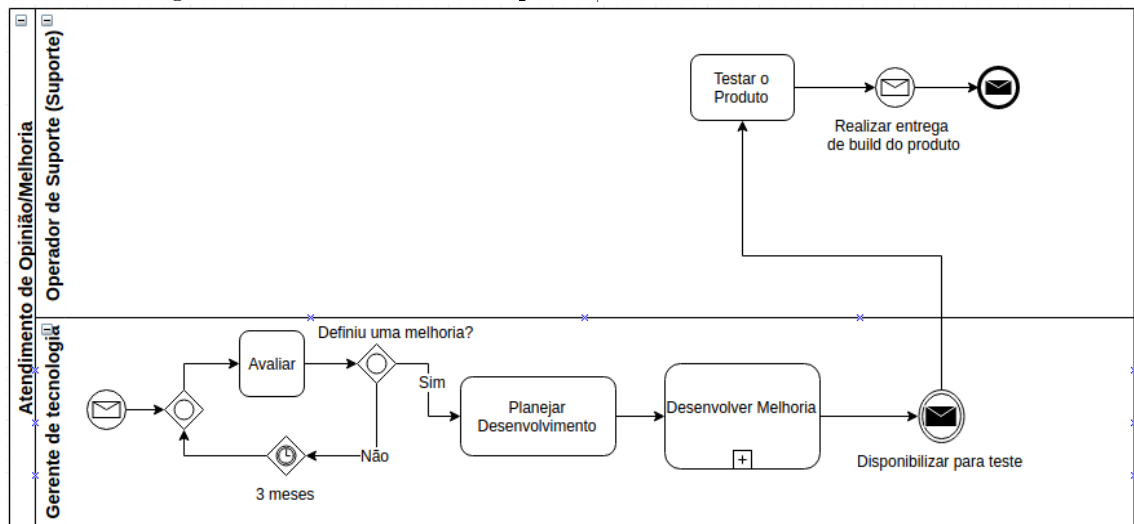 Atendimento de Opinião/Melhoria
Operador de Suporte (Suporte)
Testar o
Produto
Realizar entrega
de build do produto
Gerente de tecnologia
Definiu uma melhoria?
Avaliar
Sim
Planejar
Desenvolvimento
Desenvolver Melhoria
Não
3 meses
Disponibilizar para teste